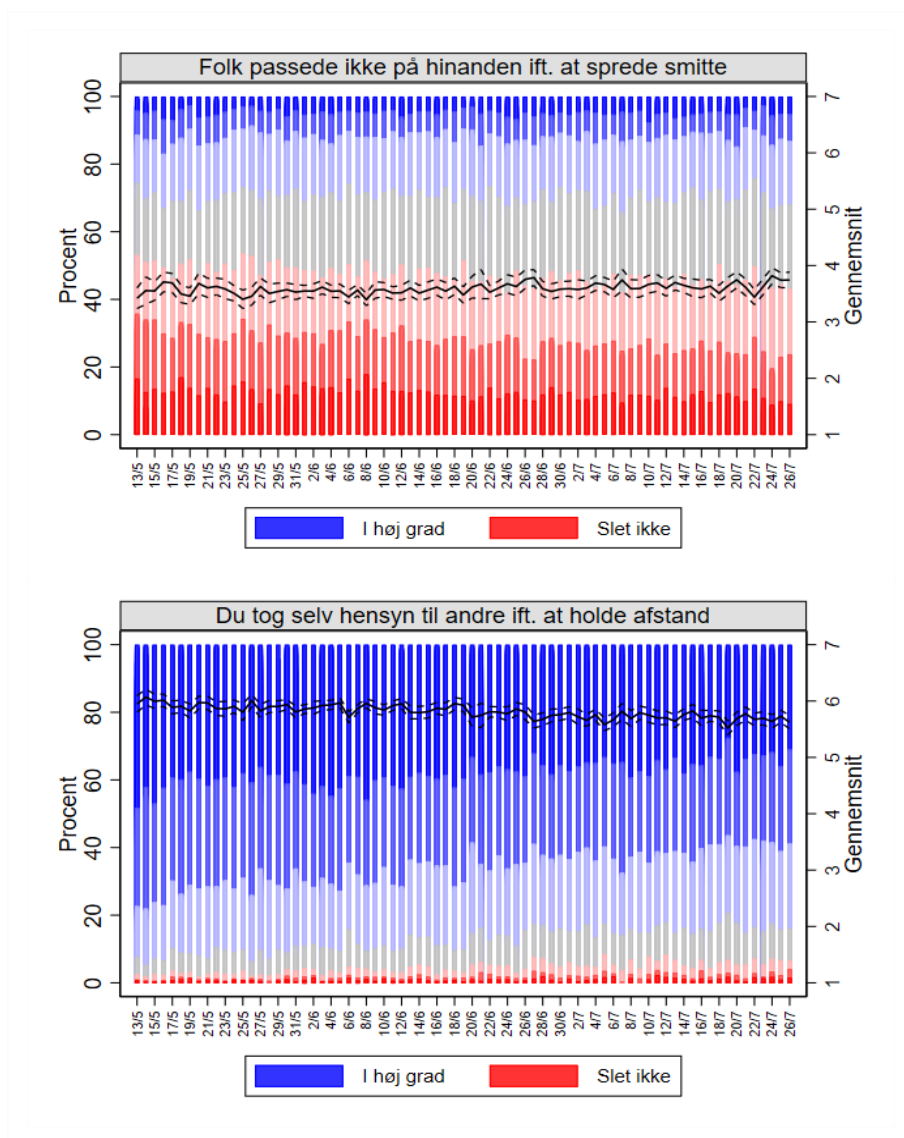 Folk passede ikke på hinanden ift. at sprede smitte
Procent
100
80
60
40
20
0
7
6
5
4
3
2
1
Gennemsnit
13/5 15/5 17/5 19/5 21/5 23/5 25/5 27/5 29/5 31/5 2/6 4/6 6/6 8/6 10/6 12/6 14/6 16/6 18/6 20/6 22/6 24/6 26/6 28/6 30/6 2/7 4/7 6/7 8/7 10/7 12/7 14/7 16/7 18/7 20/7 22/7 24/7 26/7
I høj grad Slet ikke
Du tog selv hensyn til andre ift. at holde afstand
Procent
100
80
60
40
20
0
7
6
5
4
3
2
1
Gennemsnit
13/5 15/5 17/5 19/5 21/5 23/5 25/5 27/5 29/5 31/5 2/6 4/6 6/6 8/6 10/6 12/6 14/6 16/6 18/6 20/6 22/6 24/6 26/6 28/6 30/6 2/7 4/7 6/7 8/7 10/7 12/7 14/7 16/7 18/7 20/7 22/7 24/7 26/7
I høj grad Slet ikke